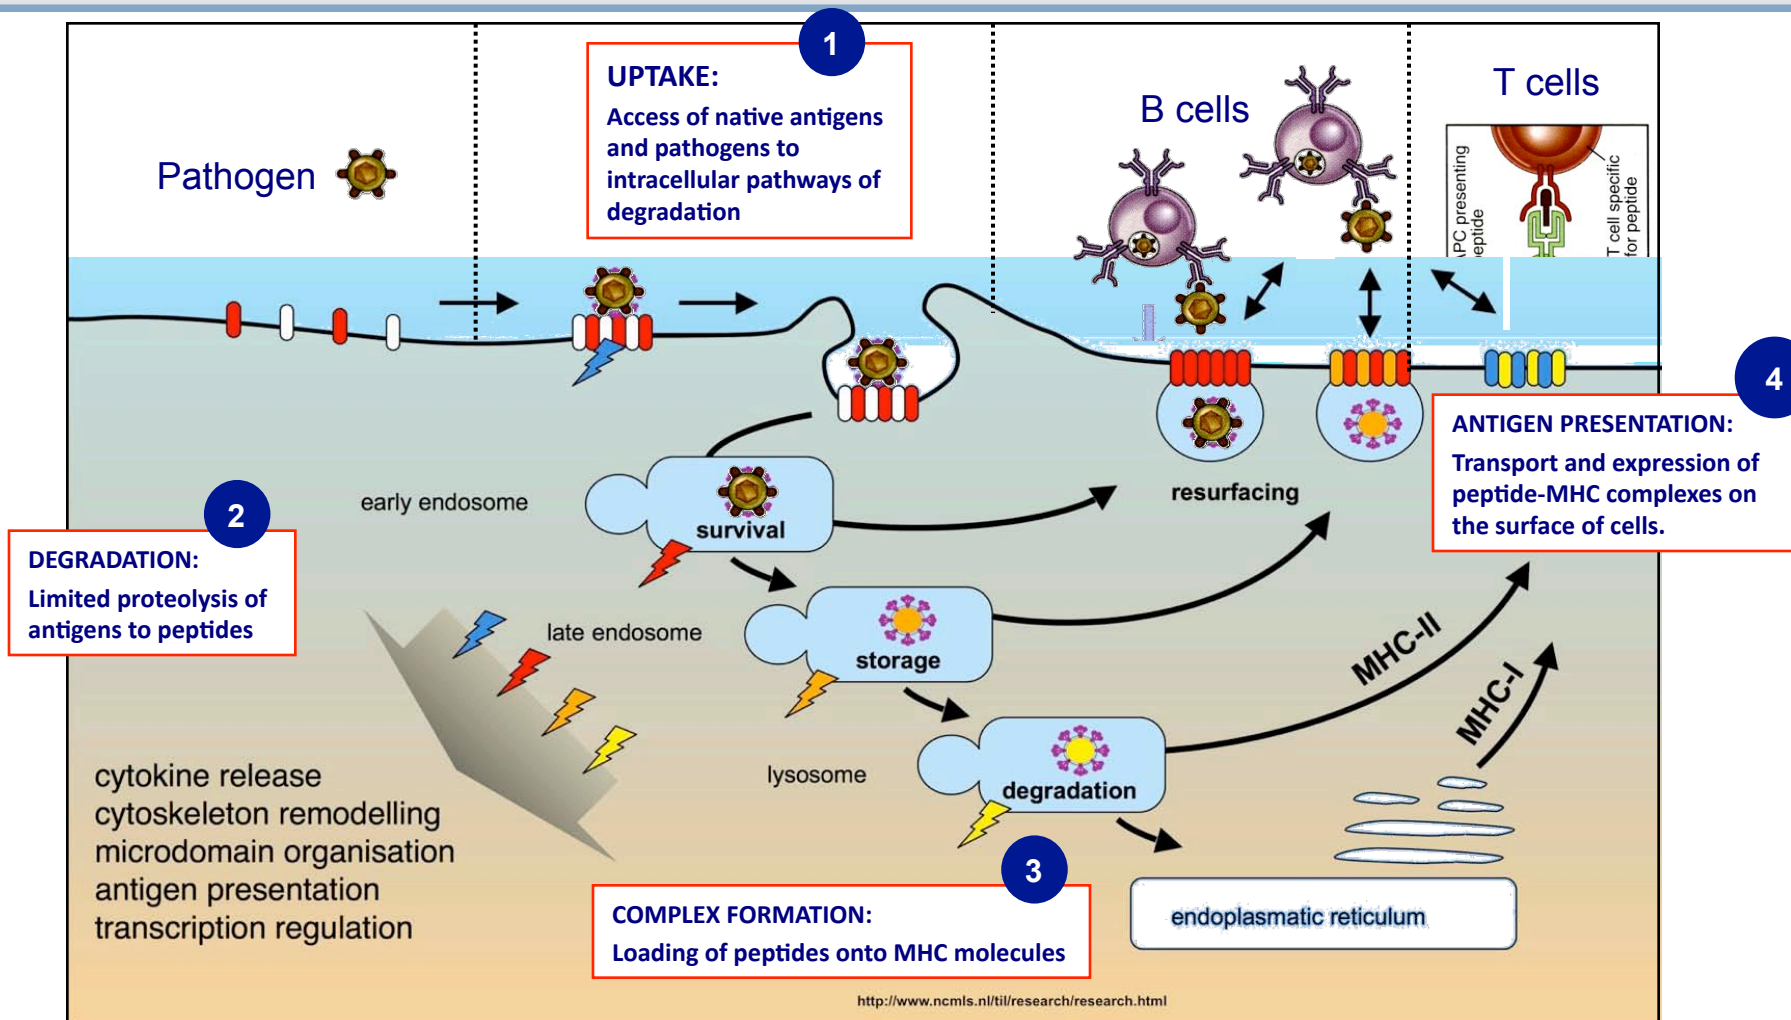 1
UPTAKE:
Access of native antigens
and pathogens to
intracellular pathways of
degradation
Pathogen
B cells
T cells
APC presenting
peptide
T cell specific
for peptide
4
ANTIGEN PRESENTATION:
Transport and expression of
peptide-MHC complexes on
the surface of cells.
resurfacing
early endosome
survival
2
DEGRADATION:
Limited proteolysis of
antigens to peptides
late endosome
storage
MHC-II
MHC-I
lysosome
degradation
cytokine release
cytoskeleton remodelling
microdomain organisation
antigen presentation
transcription regulation
3
COMPLEX FORMATION:
Loading of peptides onto MHC molecules
endoplasmatic reticulum
http://www.ncmls.nl/til/research/research.html